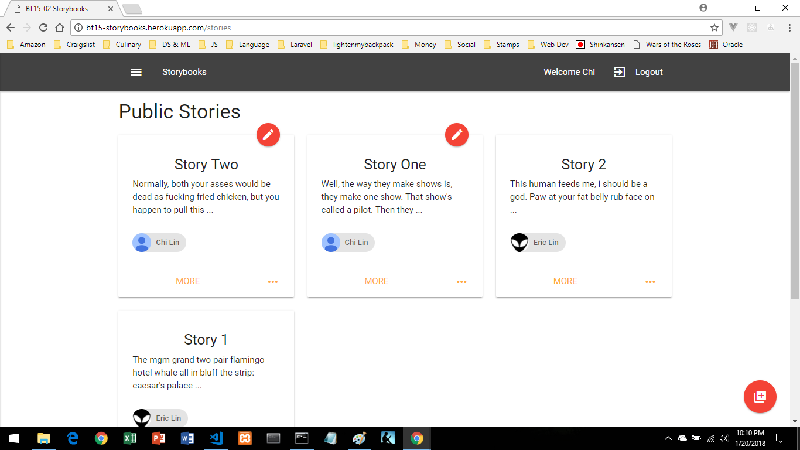 BT15-02 Storybooks
bt15-storybooks.herokuapp.com/stories
Amazon Craigslist Culinary DS & ML JS Language Laravel lightenmybackpack Money Social Stamps Web Dev Shinkansen Wars of the Roses Oracle
Storybooks Welcome Chi Logout
Public Stories
Story Two
Normally, both your asses would be
dead as fucking fried chicken, but you
happen to pull this ...
Chi Lin
MORE
Story One
Well, the way they make shows is,
they make one show. That show's
called a pilot. Then they ...
Chi Lin
MORE
Story 2
This human feeds me, I should be a
god. Paw at your fat belly rub face on
...
Eric Lin
MORE
Story 1
The mgm grand two pair flamingo
hotel whale all in bluff the strip;
caesar's palace ...
Eric Lin
10:10 PM
1/20/2018